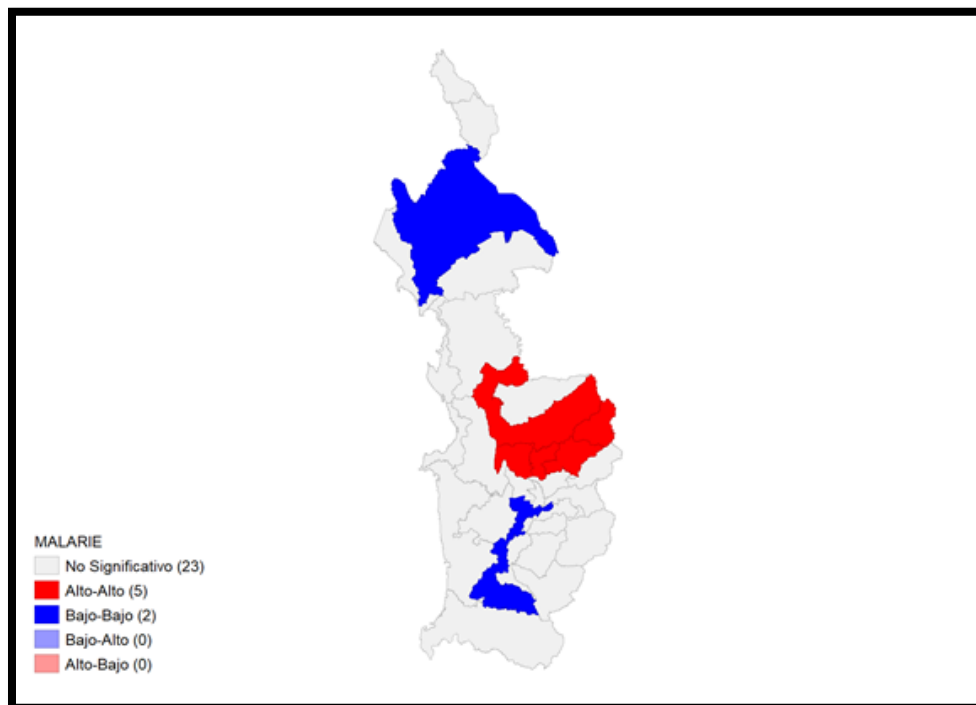 MALARIE
No Significativo (23)
Alto-Alto (5)
Bajo-Bajo (2)
Bajo-Alto (0)
Alto-Bajo (0)